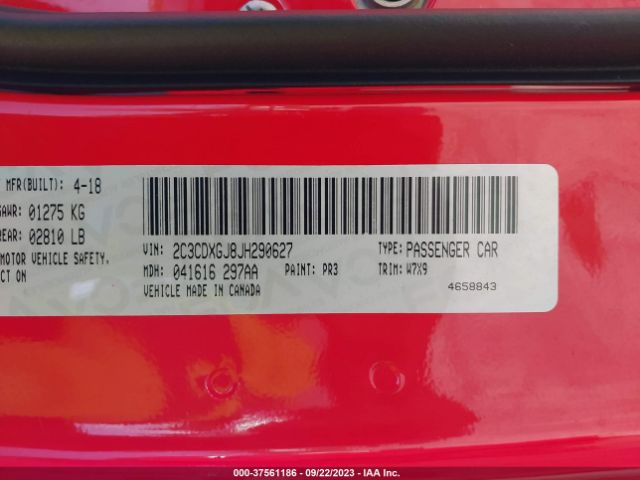 MFR(BUILT): 4-18
GAWR: 01275 KG
REAR: 02810 LB
MOTOR VEHICLE SAFETY.
CT ON
VIN: 2C3CDXGJ8JH290627 TYPE: PASSENGER CAR
MDH: 041616 297AA PAINT: PR3 TRIM: W7X9
VEHICLE MADE IN CANADA
4658843
000-37561186 - 09/22/2023 - IAA Inc.